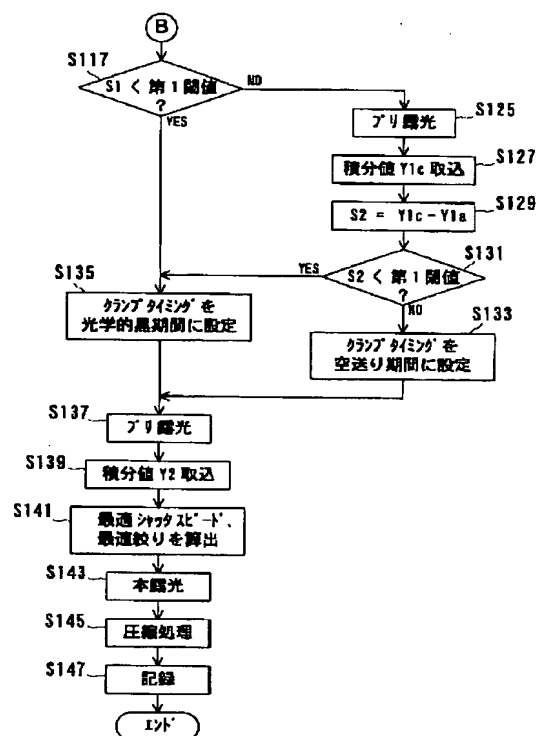 B
S117
S1 < 第1閾値
?
NO
YES
S125
プリ露光
S127
積分値 Y1c 取込
S129
S2 = Y1c−Y1a
S131
S2 < 第1閾値
?
YES
NO
S135
クランプタイミングを
光学的黒期間に設定
S133
クランプタイミングを
空送り期間に設定
S137
プリ露光
S139
積分値 Y2 取込
S141
最適シャッタスピード、
最適絞りを算出
S143
本露光
S145
圧縮処理
S147
記録
エンド